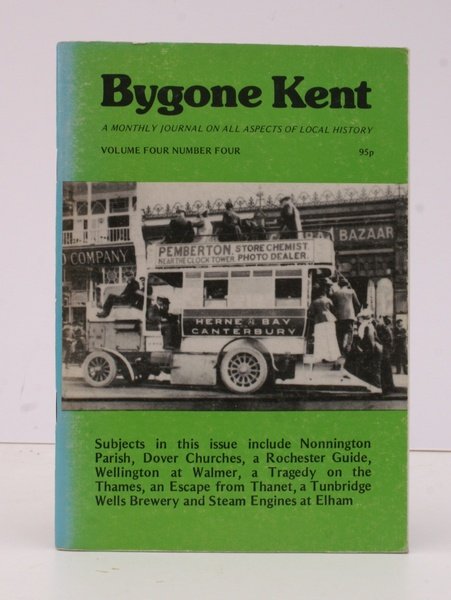 Bygone Kent
A MONTHLY JOURNAL ON ALL ASPECTS OF LOCAL HISTORY
VOLUME FOUR NUMBER FOUR 95p
BAZAAR
O COMPANY
PEMBERTON, STORE CHEMIST.
NEAR THE CLOCK TOWER. PHOTO DEALER.
HERNE BAY
CANTERBURY
Subjects in this issue include Nonnington
Parish, Dover Churches, a Rochester Guide,
Wellington at Walmer, a Tragedy on the
Thames, an Escape from Thanet, a Tunbridge
Wells Brewery and Steam Engines at Elham